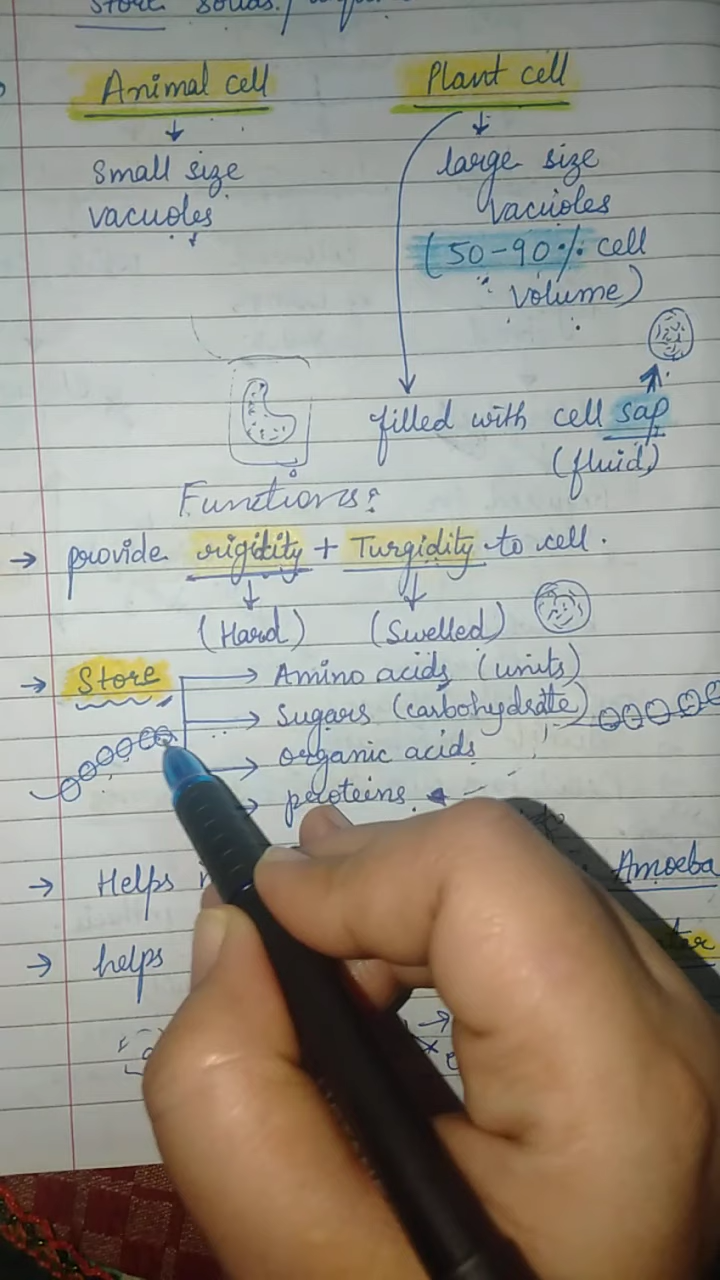 Store solids /
Animal cell
↓
small size
vacuoles
Plant cell
↓
large size
vacuoles
(50-90% cell
volume)
filled with cell sap
(fluid)
Functions:
→ provide rigidity + Turgidity to cell.
↓ ↓
(Hard) (Swelled)
→ Store → Amino acids (units)
→ Sugars (carbohydrate)
→ organic acids
→ proteins.
→ Helps
Amoeba
→ helps